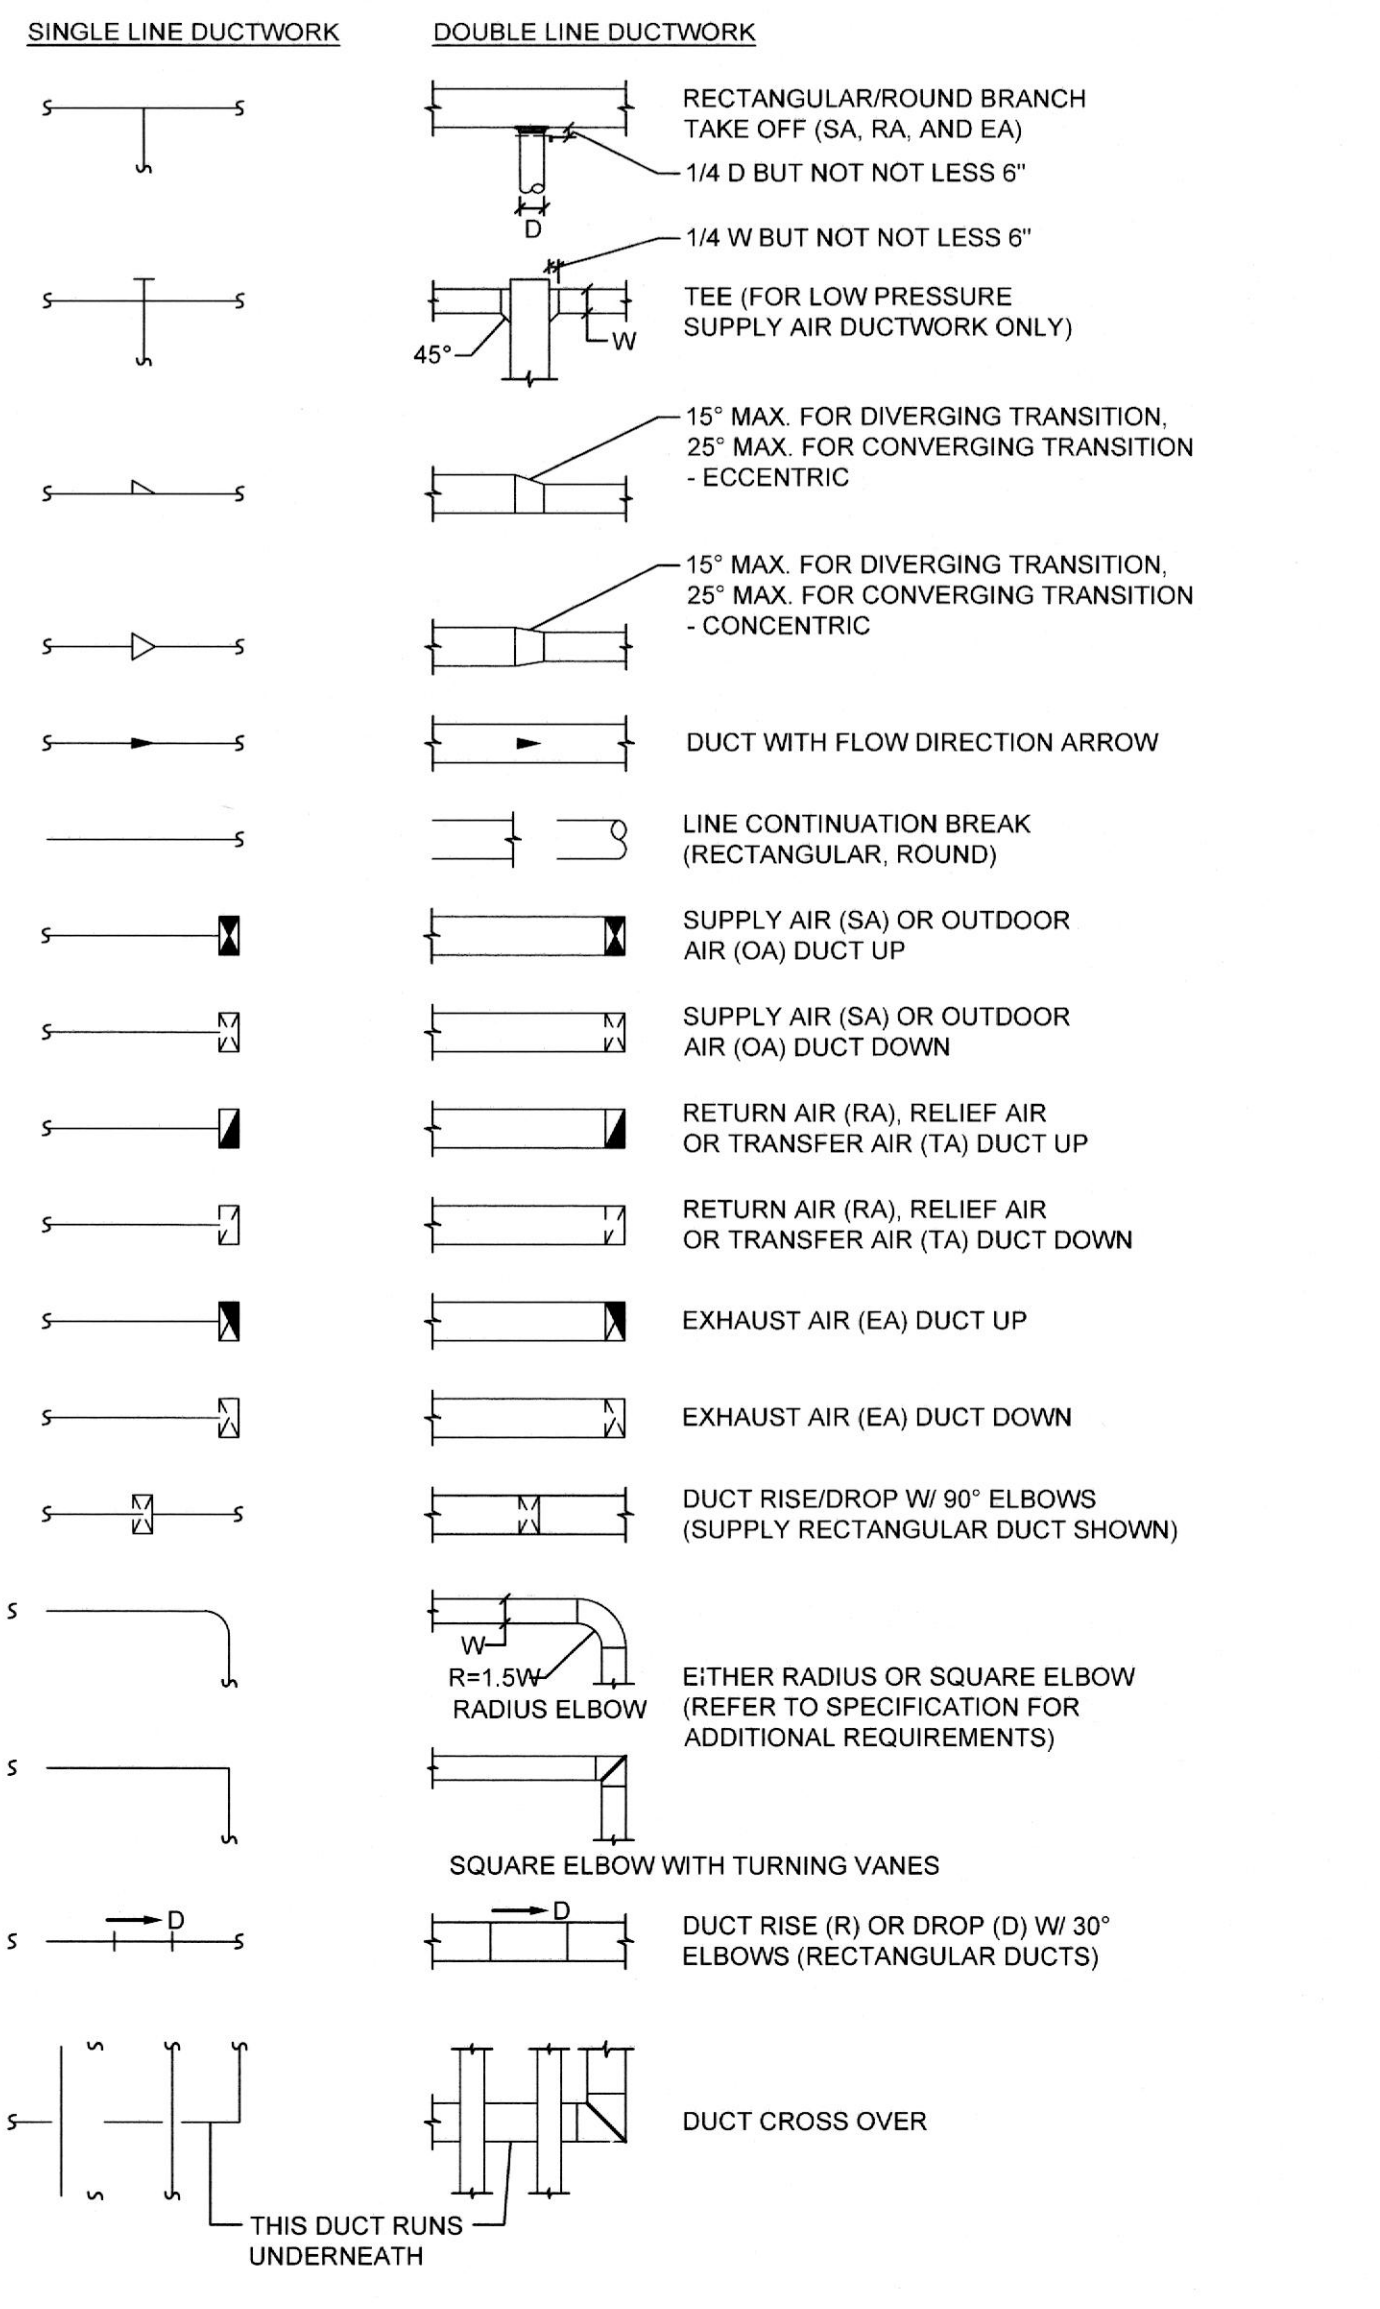 SINGLE LINE DUCTWORK
DOUBLE LINE DUCTWORK
RECTANGULAR/ROUND BRANCH
TAKE OFF (SA, RA, AND EA)
1/4 D BUT NOT NOT LESS 6"
D
1/4 W BUT NOT NOT LESS 6"
TEE (FOR LOW PRESSURE
SUPPLY AIR DUCTWORK ONLY)
W
45°
15° MAX. FOR DIVERGING TRANSITION,
25° MAX. FOR CONVERGING TRANSITION
- ECCENTRIC
15° MAX. FOR DIVERGING TRANSITION,
25° MAX. FOR CONVERGING TRANSITION
- CONCENTRIC
DUCT WITH FLOW DIRECTION ARROW
LINE CONTINUATION BREAK
(RECTANGULAR, ROUND)
SUPPLY AIR (SA) OR OUTDOOR
AIR (OA) DUCT UP
SUPPLY AIR (SA) OR OUTDOOR
AIR (OA) DUCT DOWN
RETURN AIR (RA), RELIEF AIR
OR TRANSFER AIR (TA) DUCT UP
RETURN AIR (RA), RELIEF AIR
OR TRANSFER AIR (TA) DUCT DOWN
EXHAUST AIR (EA) DUCT UP
EXHAUST AIR (EA) DUCT DOWN
DUCT RISE/DROP W/ 90° ELBOWS
(SUPPLY RECTANGULAR DUCT SHOWN)
W
R=1.5W
RADIUS ELBOW
EITHER RADIUS OR SQUARE ELBOW
(REFER TO SPECIFICATION FOR
ADDITIONAL REQUIREMENTS)
SQUARE ELBOW WITH TURNING VANES
D
D
DUCT RISE (R) OR DROP (D) W/ 30°
ELBOWS (RECTANGULAR DUCTS)
DUCT CROSS OVER
THIS DUCT RUNS
UNDERNEATH